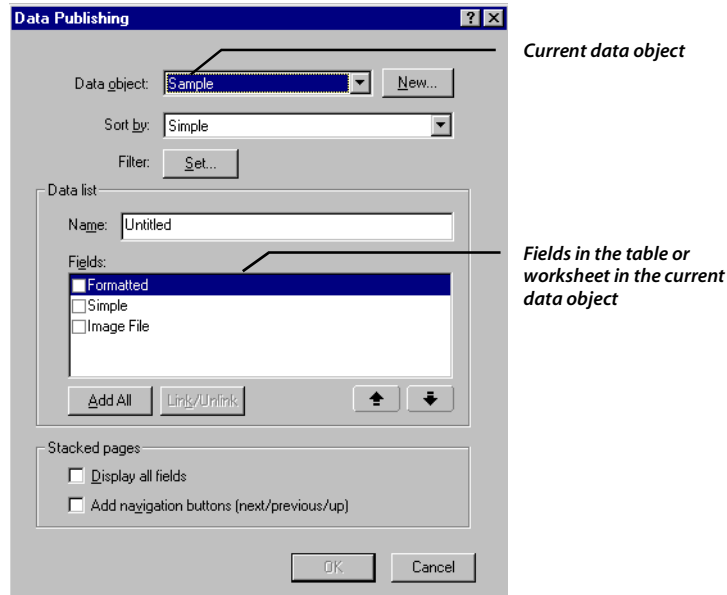 Data Publishing
Current data object
Data object: Sample New...
Sort by: Simple
Filter: Set...
Data list
Name: Untitled
Fields:
Fields in the table or
worksheet in the current
data object
Formatted
Simple
Image File
Add All Link/Unlink
Stacked pages
Display all fields
Add navigation buttons (next/previous/up)
OK Cancel